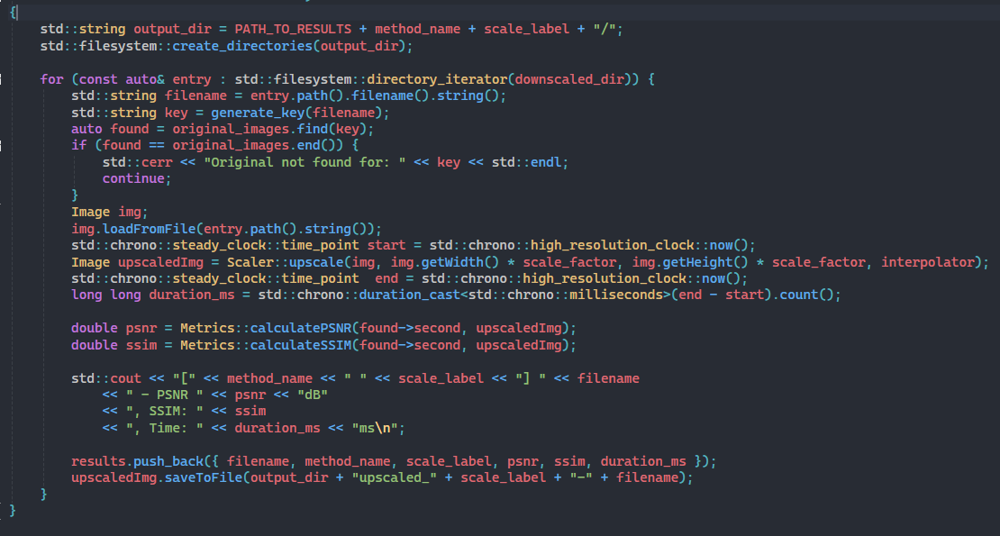 {
    std::string output_dir = PATH_TO_RESULTS + method_name + scale_label + "/";
    std::filesystem::create_directories(output_dir);

    for (const auto& entry : std::filesystem::directory_iterator(downscaled_dir)) {
        std::string filename = entry.path().filename().string();
        std::string key = generate_key(filename);
        auto found = original_images.find(key);
        if (found == original_images.end()) {
            std::cerr << "Original not found for: " << key << std::endl;
            continue;
        }
        Image img;
        img.loadFromFile(entry.path().string());
        std::chrono::steady_clock::time_point start = std::chrono::high_resolution_clock::now();
        Image upscaledImg = Scaler::upscale(img, img.getWidth() * scale_factor, img.getHeight() * scale_factor, interpolator);
        std::chrono::steady_clock::time_point  end = std::chrono::high_resolution_clock::now();
        long long duration_ms = std::chrono::duration_cast<std::chrono::milliseconds>(end - start).count();

        double psnr = Metrics::calculatePSNR(found->second, upscaledImg);
        double ssim = Metrics::calculateSSIM(found->second, upscaledImg);

        std::cout << "[" << method_name << " " << scale_label << "] " << filename
            << " - PSNR " << psnr << "dB"
            << ", SSIM: " << ssim
            << ", Time: " << duration_ms << "ms\n";

        results.push_back({ filename, method_name, scale_label, psnr, ssim, duration_ms });
        upscaledImg.saveToFile(output_dir + "upscaled_" + scale_label + "-" + filename);
    }
}